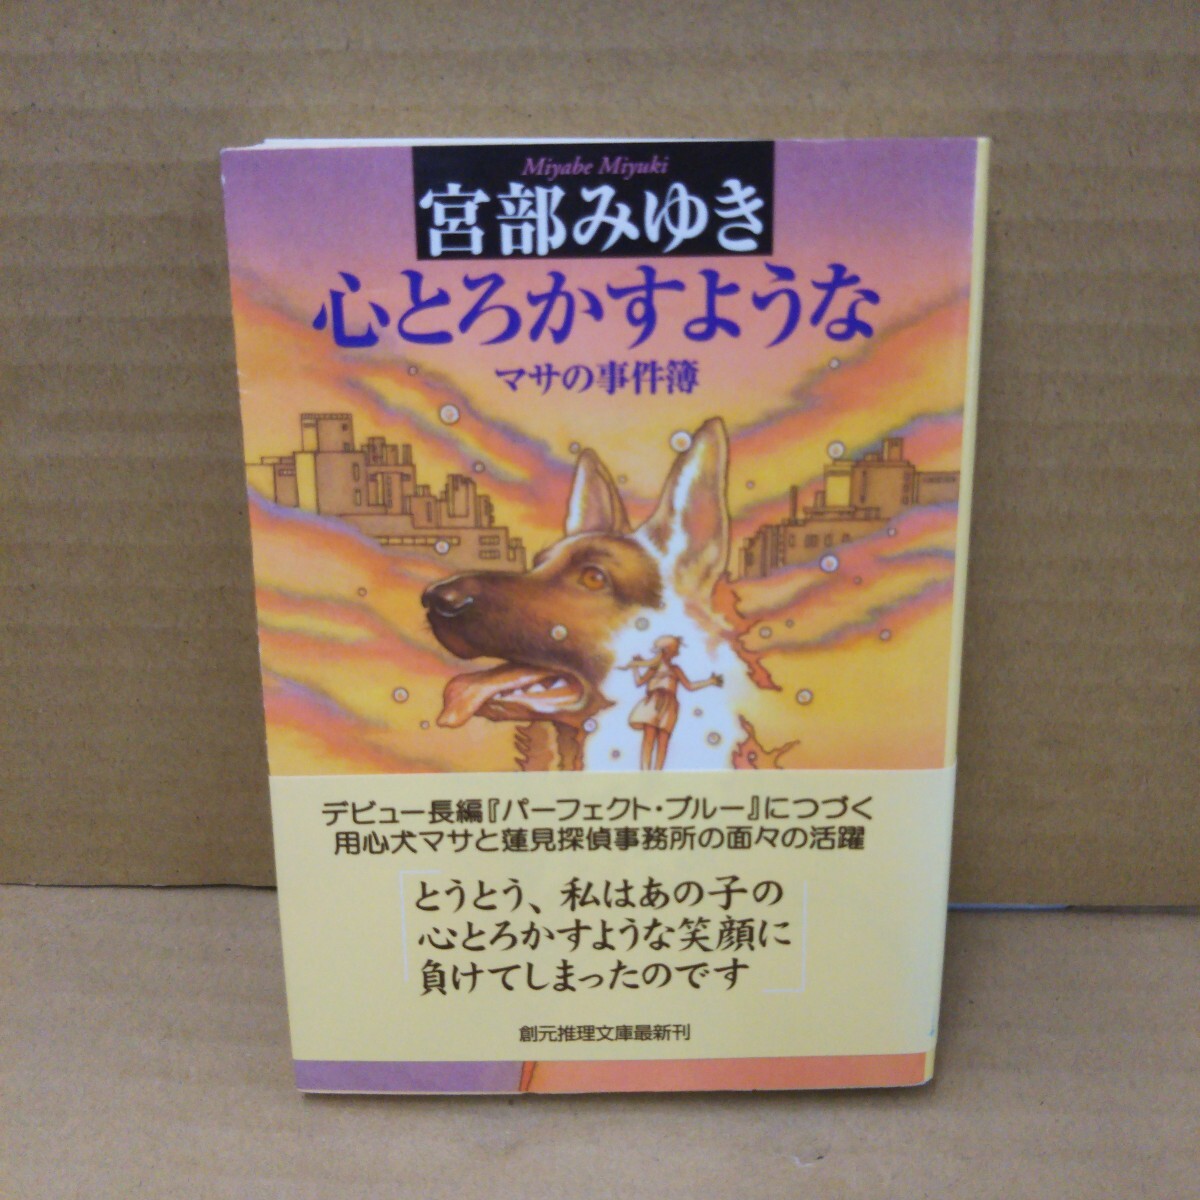 Miyabe Miyuki
宮部みゆき
心とろかすような
マサの事件簿
デビュー長編『パーフェクト・ブルー』につづく
用心犬マサと蓮見探偵事務所の面々の活躍
とうとう、私はあの子の
心とろかすような笑顔に
負けてしまったのです
創元推理文庫最新刊